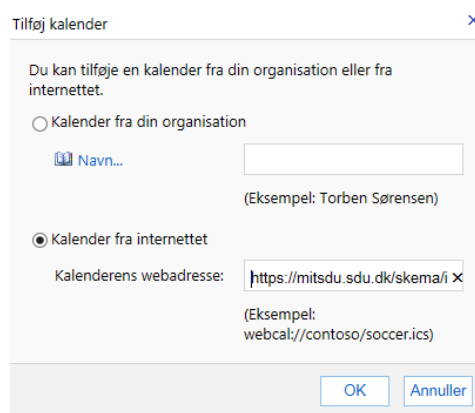 Tilføj kalender
Du kan tilføje en kalender fra din organisation eller fra
internettet.
Kalender fra din organisation
Navn...
(Eksempel: Torben Sørensen)
Kalender fra internettet
Kalenderens webadresse: https://mitsdu.sdu.dk/skema/i
(Eksempel:
webcal://contoso/soccer.ics)
OK Annuller